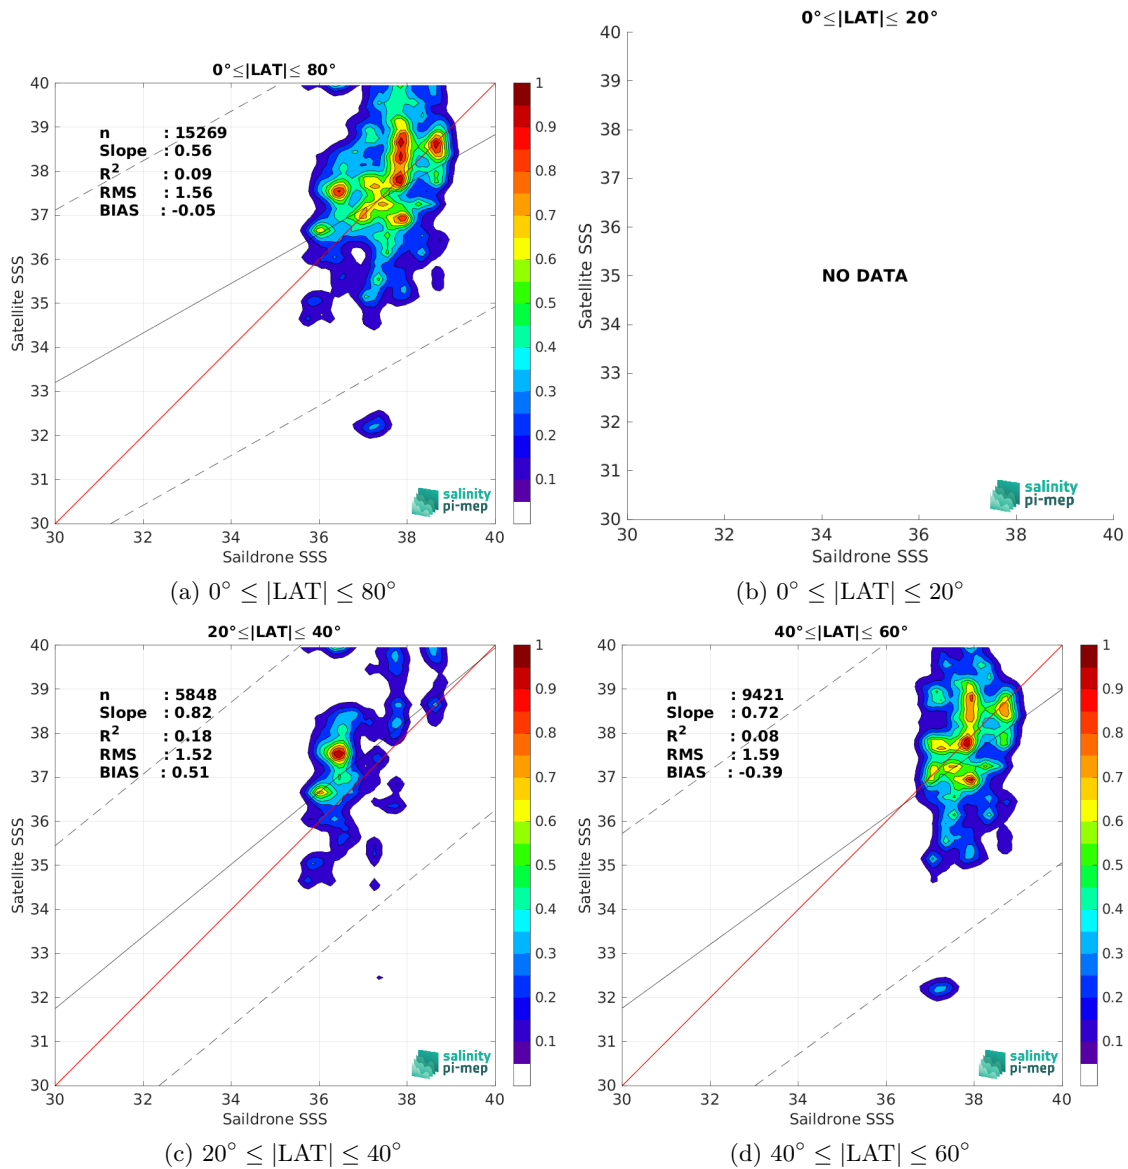 0°≤|LAT|≤ 80°
40
39
38
37
36
35
34
33
32
31
30
Satellite SSS
n : 15269
Slope : 0.56
R2 : 0.09
RMS : 1.56
BIAS : -0.05
salinity
pi-mep
30 32 34 36 38 40
Saildrone SSS
1
0.9
0.8
0.7
0.6
0.5
0.4
0.3
0.2
0.1
(a) 0° ≤ |LAT| ≤ 80°
0°≤|LAT|≤ 20°
40
39
38
37
36
35
34
33
32
31
30
Satellite SSS
NO DATA
salinity
pi-mep
30 32 34 36 38 40
Saildrone SSS
(b) 0° ≤ |LAT| ≤ 20°
20°≤|LAT|≤ 40°
40
39
38
37
36
35
34
33
32
31
30
Satellite SSS
n : 5848
Slope : 0.82
R2 : 0.18
RMS : 1.52
BIAS : 0.51
salinity
pi-mep
30 32 34 36 38 40
Saildrone SSS
1
0.9
0.8
0.7
0.6
0.5
0.4
0.3
0.2
0.1
(c) 20° ≤ |LAT| ≤ 40°
40°≤|LAT|≤ 60°
40
39
38
37
36
35
34
33
32
31
30
Satellite SSS
n : 9421
Slope : 0.72
R2 : 0.08
RMS : 1.59
BIAS : -0.39
salinity
pi-mep
30 32 34 36 38 40
Saildrone SSS
1
0.9
0.8
0.7
0.6
0.5
0.4
0.3
0.2
0.1
(d) 40° ≤ |LAT| ≤ 60°